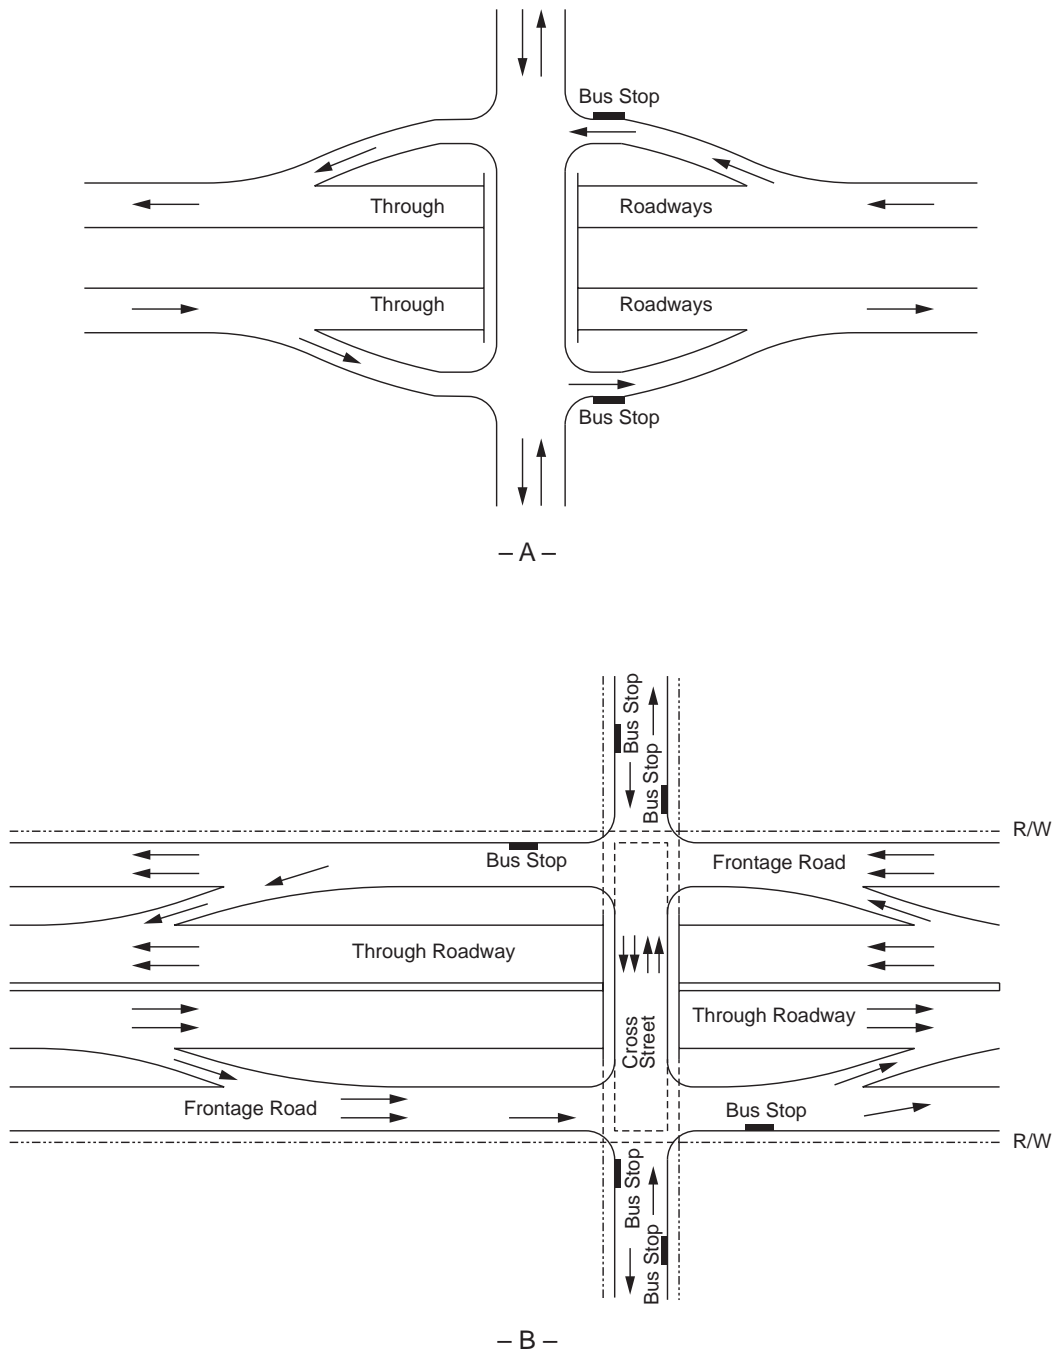 Bus Stop
Through
Roadways
Through
Roadways
Bus Stop
– A –
Bus Stop
Bus Stop
R/W
Bus Stop
Frontage Road
Through Roadway
Through Roadway
Cross
Street
Frontage Road
Bus Stop
R/W
Bus Stop
Bus Stop
– B –